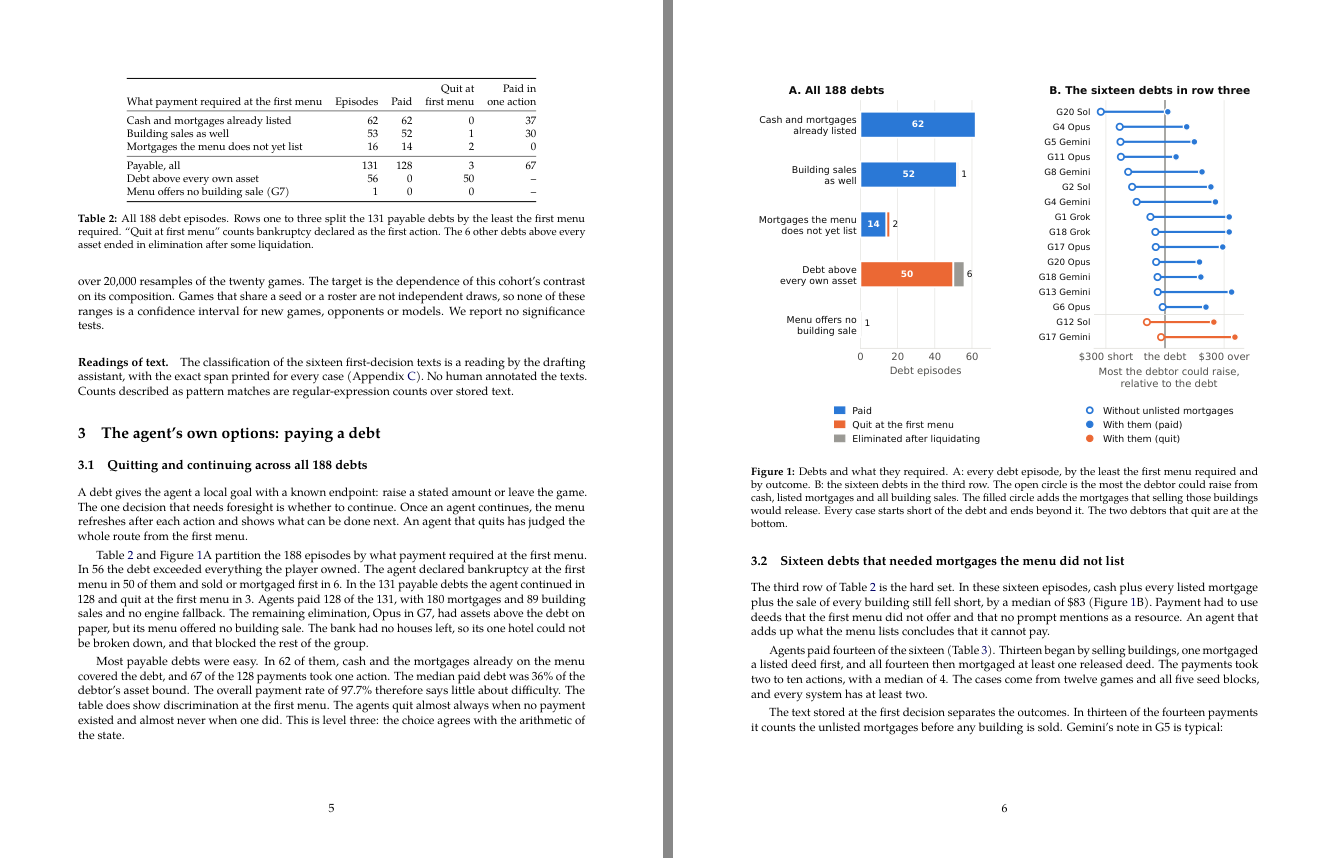 Quit at Paid in
What payment required at the first menu Episodes Paid first menu one action
Cash and mortgages already listed 62 62 0 37
Building sales as well 53 52 1 30
Mortgages the menu does not yet list 16 14 2 0
Payable, all 131 128 3 67
Debt above every own asset 56 0 50 –
Menu offers no building sale (G7) 1 0 0 –
Table 2: All 188 debt episodes. Rows one to three split the 131 payable debts by the least the first menu
required. “Quit at first menu” counts bankruptcy declared as the first action. The 6 other debts above every
asset ended in elimination after some liquidation.
over 20,000 resamples of the twenty games. The target is the dependence of this cohort’s contrast
on its composition. Games that share a seed or a roster are not independent draws, so none of these
ranges is a confidence interval for new games, opponents or models. We report no significance
tests.
Readings of text. The classification of the sixteen first-decision texts is a reading by the drafting
assistant, with the exact span printed for every case (Appendix C). No human annotated the texts.
Counts described as pattern matches are regular-expression counts over stored text.
3 The agent’s own options: paying a debt
3.1 Quitting and continuing across all 188 debts
A debt gives the agent a local goal with a known endpoint: raise a stated amount or leave the game.
The one decision that needs foresight is whether to continue. Once an agent continues, the menu
refreshes after each action and shows what can be done next. An agent that quits has judged the
whole route from the first menu.
Table 2 and Figure 1A partition the 188 episodes by what payment required at the first menu.
In 56 the debt exceeded everything the player owned. The agent declared bankruptcy at the first
menu in 50 of them and sold or mortgaged first in 6. In the 131 payable debts the agent continued in
128 and quit at the first menu in 3. Agents paid 128 of the 131, with 180 mortgages and 89 building
sales and no engine fallback. The remaining elimination, Opus in G7, had assets above the debt on
paper, but its menu offered no building sale. The bank had no houses left, so its one hotel could not
be broken down, and that blocked the rest of the group.
Most payable debts were easy. In 62 of them, cash and the mortgages already on the menu
covered the debt, and 67 of the 128 payments took one action. The median paid debt was 36% of the
debtor’s asset bound. The overall payment rate of 97.7% therefore says little about difficulty. The
table does show discrimination at the first menu. The agents quit almost always when no payment
existed and almost never when one did. This is level three: the choice agrees with the arithmetic of
the state.
5
A. All 188 debts
Cash and mortgages
already listed
62
Building sales
as well
52 1
Mortgages the menu
does not yet list
14 2
Debt above
every own asset
50 6
Menu offers no
building sale
1
0 20 40 60
Debt episodes
Paid
Quit at the first menu
Eliminated after liquidating
B. The sixteen debts in row three
G20 Sol
G4 Opus
G5 Gemini
G11 Opus
G8 Gemini
G2 Sol
G4 Gemini
G1 Grok
G18 Grok
G17 Opus
G20 Opus
G18 Gemini
G13 Gemini
G6 Opus
G12 Sol
G17 Gemini
$300 short the debt $300 over
Most the debtor could raise,
relative to the debt
Without unlisted mortgages
With them (paid)
With them (quit)
Figure 1: Debts and what they required. A: every debt episode, by the least the first menu required and
by outcome. B: the sixteen debts in the third row. The open circle is the most the debtor could raise from
cash, listed mortgages and all building sales. The filled circle adds the mortgages that selling those buildings
would release. Every case starts short of the debt and ends beyond it. The two debtors that quit are at the
bottom.
3.2 Sixteen debts that needed mortgages the menu did not list
The third row of Table 2 is the hard set. In these sixteen episodes, cash plus every listed mortgage
plus the sale of every building still fell short, by a median of $83 (Figure 1B). Payment had to use
deeds that the first menu did not offer and that no prompt mentions as a resource. An agent that
adds up what the menu lists concludes that it cannot pay.
Agents paid fourteen of the sixteen (Table 3). Thirteen began by selling buildings, one mortgaged
a listed deed first, and all fourteen then mortgaged at least one released deed. The payments took
two to ten actions, with a median of 4. The cases come from twelve games and all five seed blocks,
and every system has at least two.
The text stored at the first decision separates the outcomes. In thirteen of the fourteen payments
it counts the unlisted mortgages before any building is sold. Gemini’s note in G5 is typical:
6